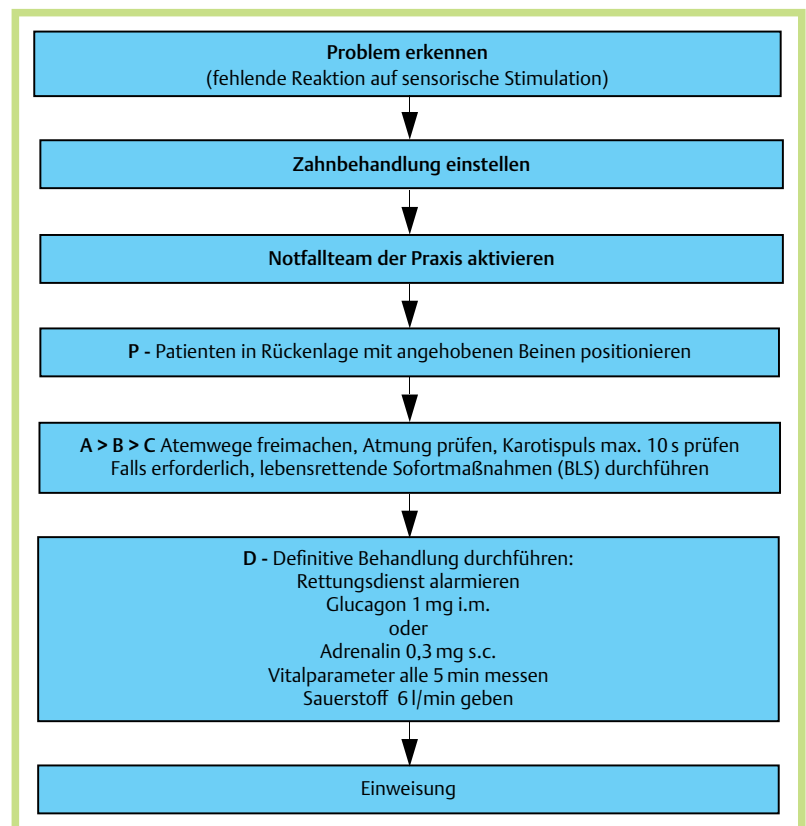 Problem erkennen
(fehlende Reaktion auf sensorische Stimulation)
Zahnbehandlung einstellen
Notfallteam der Praxis aktivieren
P - Patienten in Rückenlage mit angehobenen Beinen positionieren
A > B > C Atemwege freimachen, Atmung prüfen, Karotispuls max. 10 s prüfen
Falls erforderlich, lebensrettende Sofortmaßnahmen (BLS) durchführen
D - Definitive Behandlung durchführen:
Rettungsdienst alarmieren
Glucagon 1 mg i.m.
oder
Adrenalin 0,3 mg s.c.
Vitalparameter alle 5 min messen
Sauerstoff 6 l/min geben
Einweisung